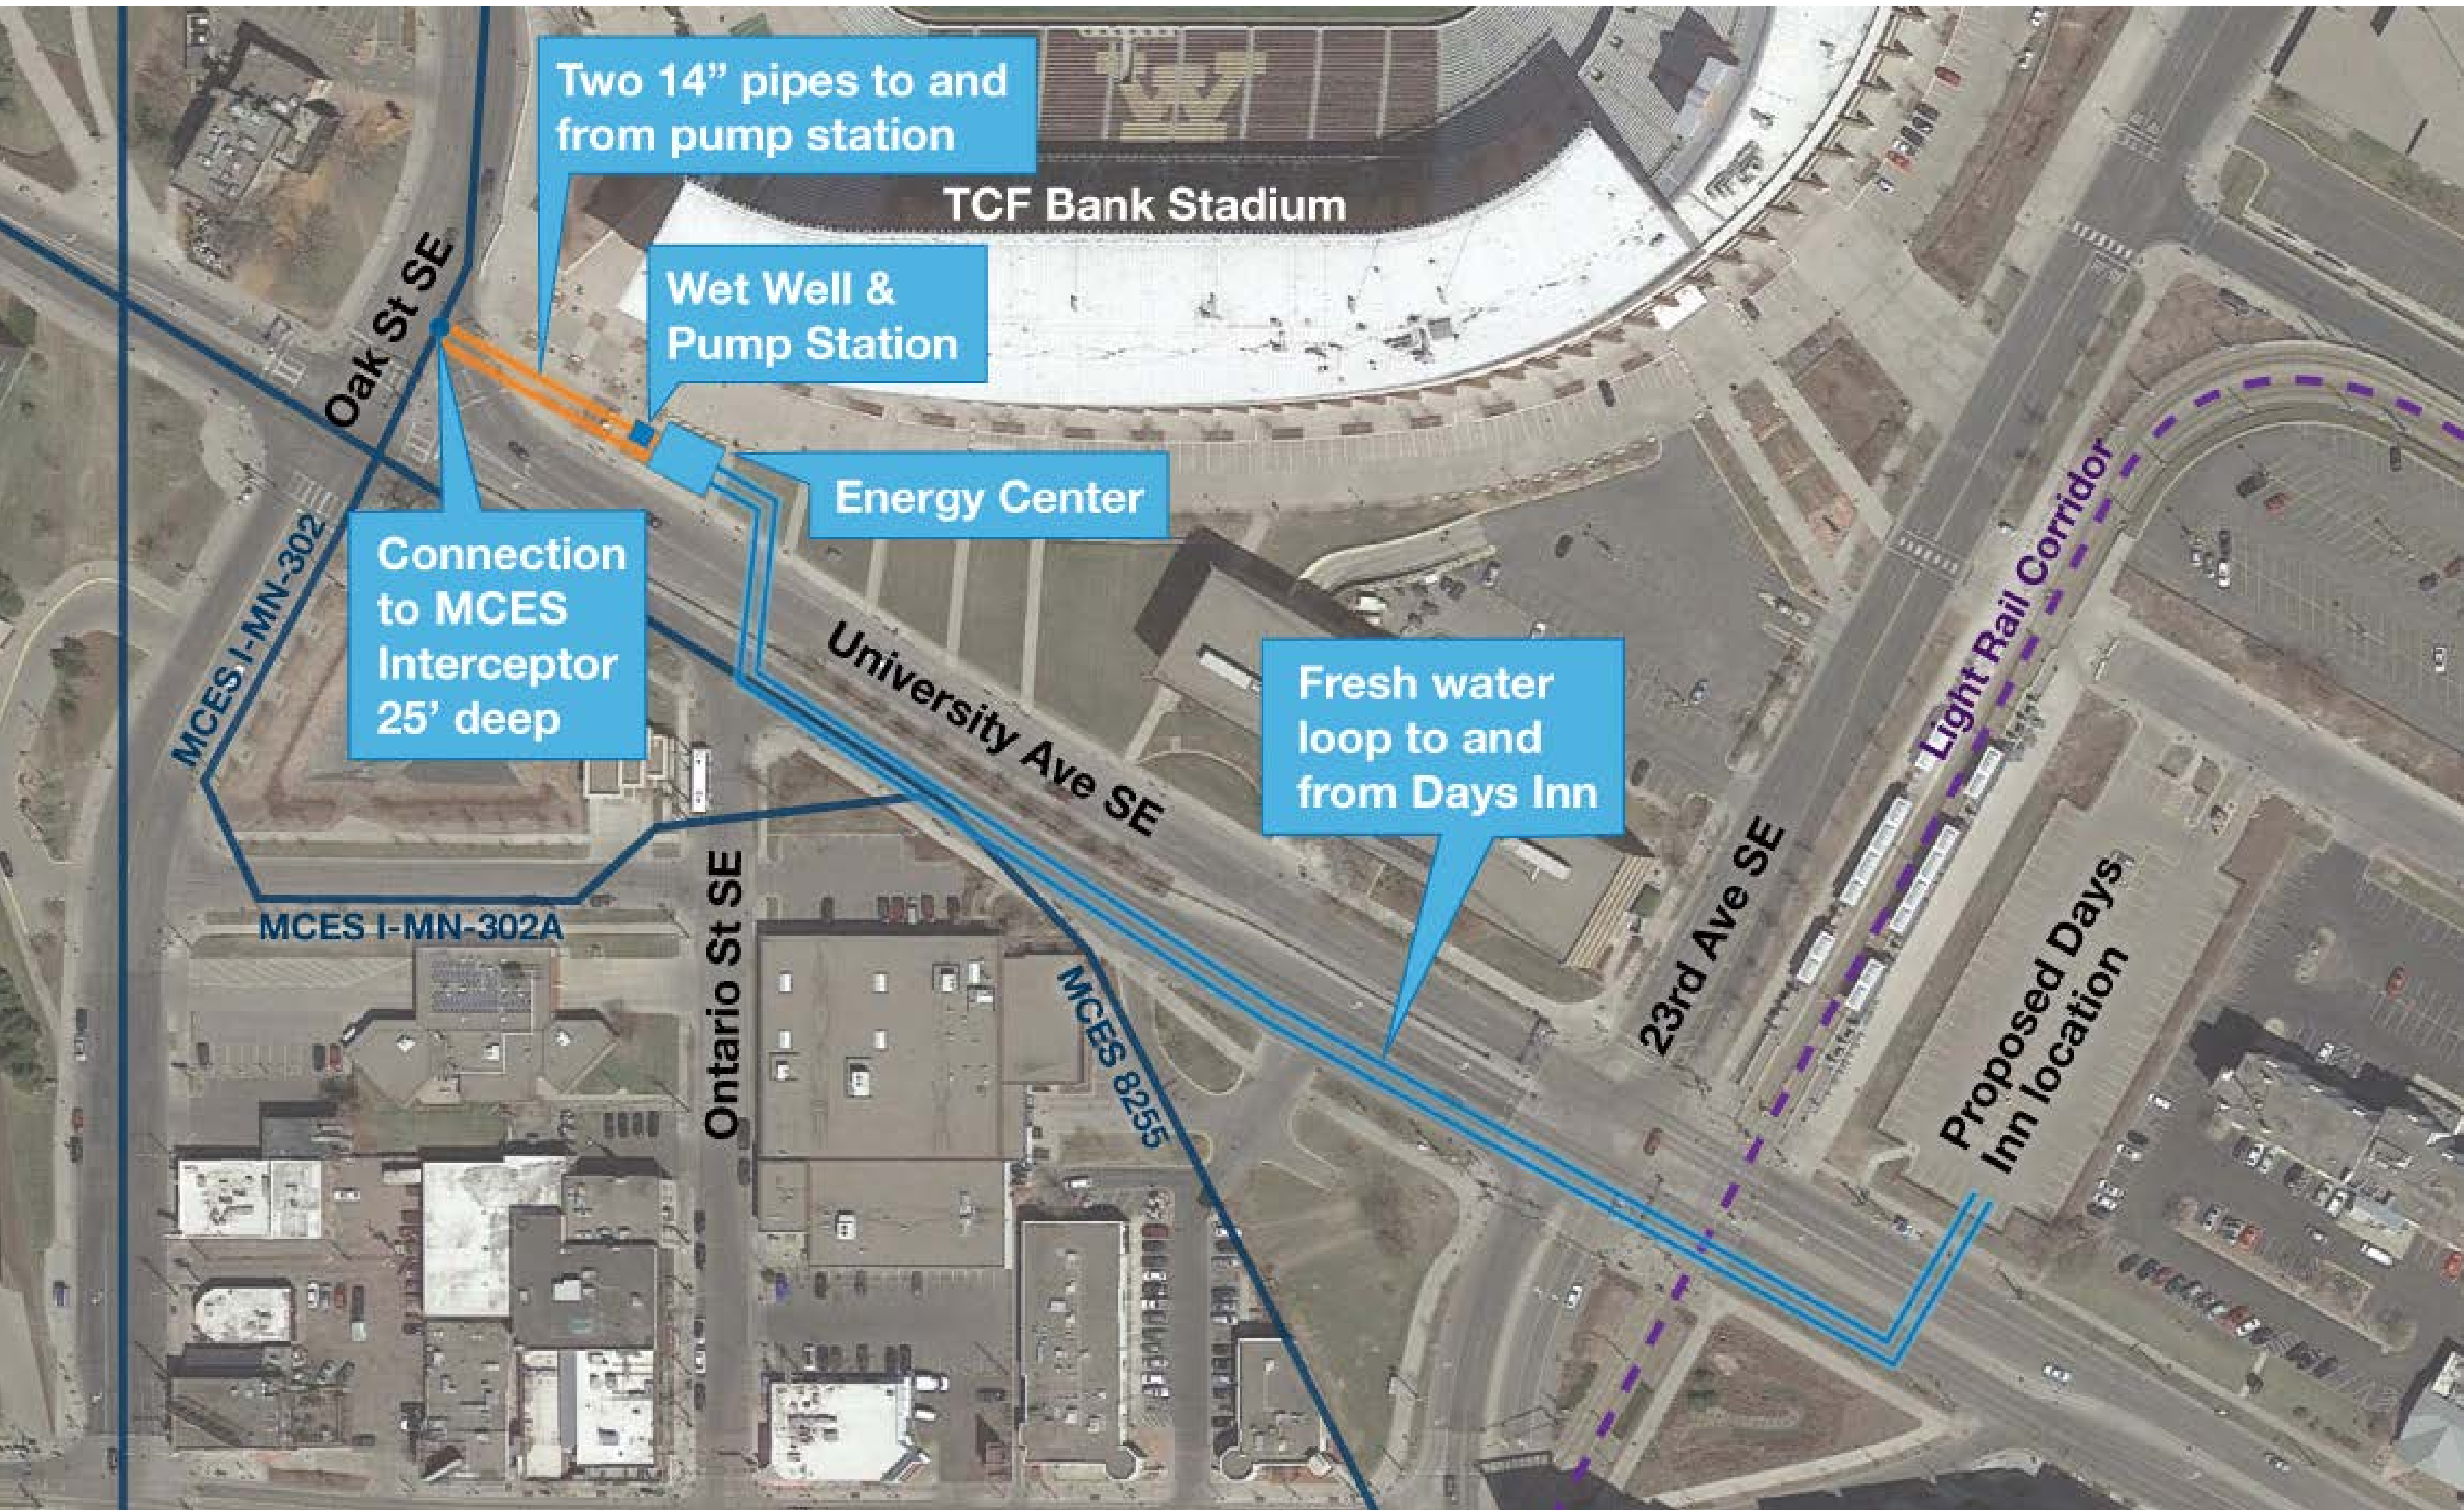 Two 14” pipes to and
from pump station
TCF Bank Stadium
Wet Well &
Pump Station
Oak St SE
Energy Center
Connection
to MCES
Interceptor
25’ deep
MCES I-MN-302
University Ave SE
Fresh water
loop to and
from Days Inn
Light Rail Corridor
23rd Ave SE
MCES I-MN-302A
Ontario St SE
MCES 8255
Proposed Days
Inn location
M